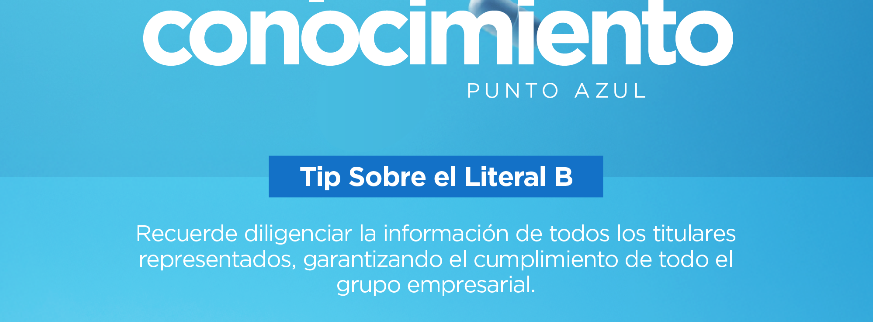 conocimiento
PUNTO AZUL
Tip Sobre el Literal B
Recuerde diligenciar la información de todos los titulares
representados, garantizando el cumplimiento de todo el
grupo empresarial.